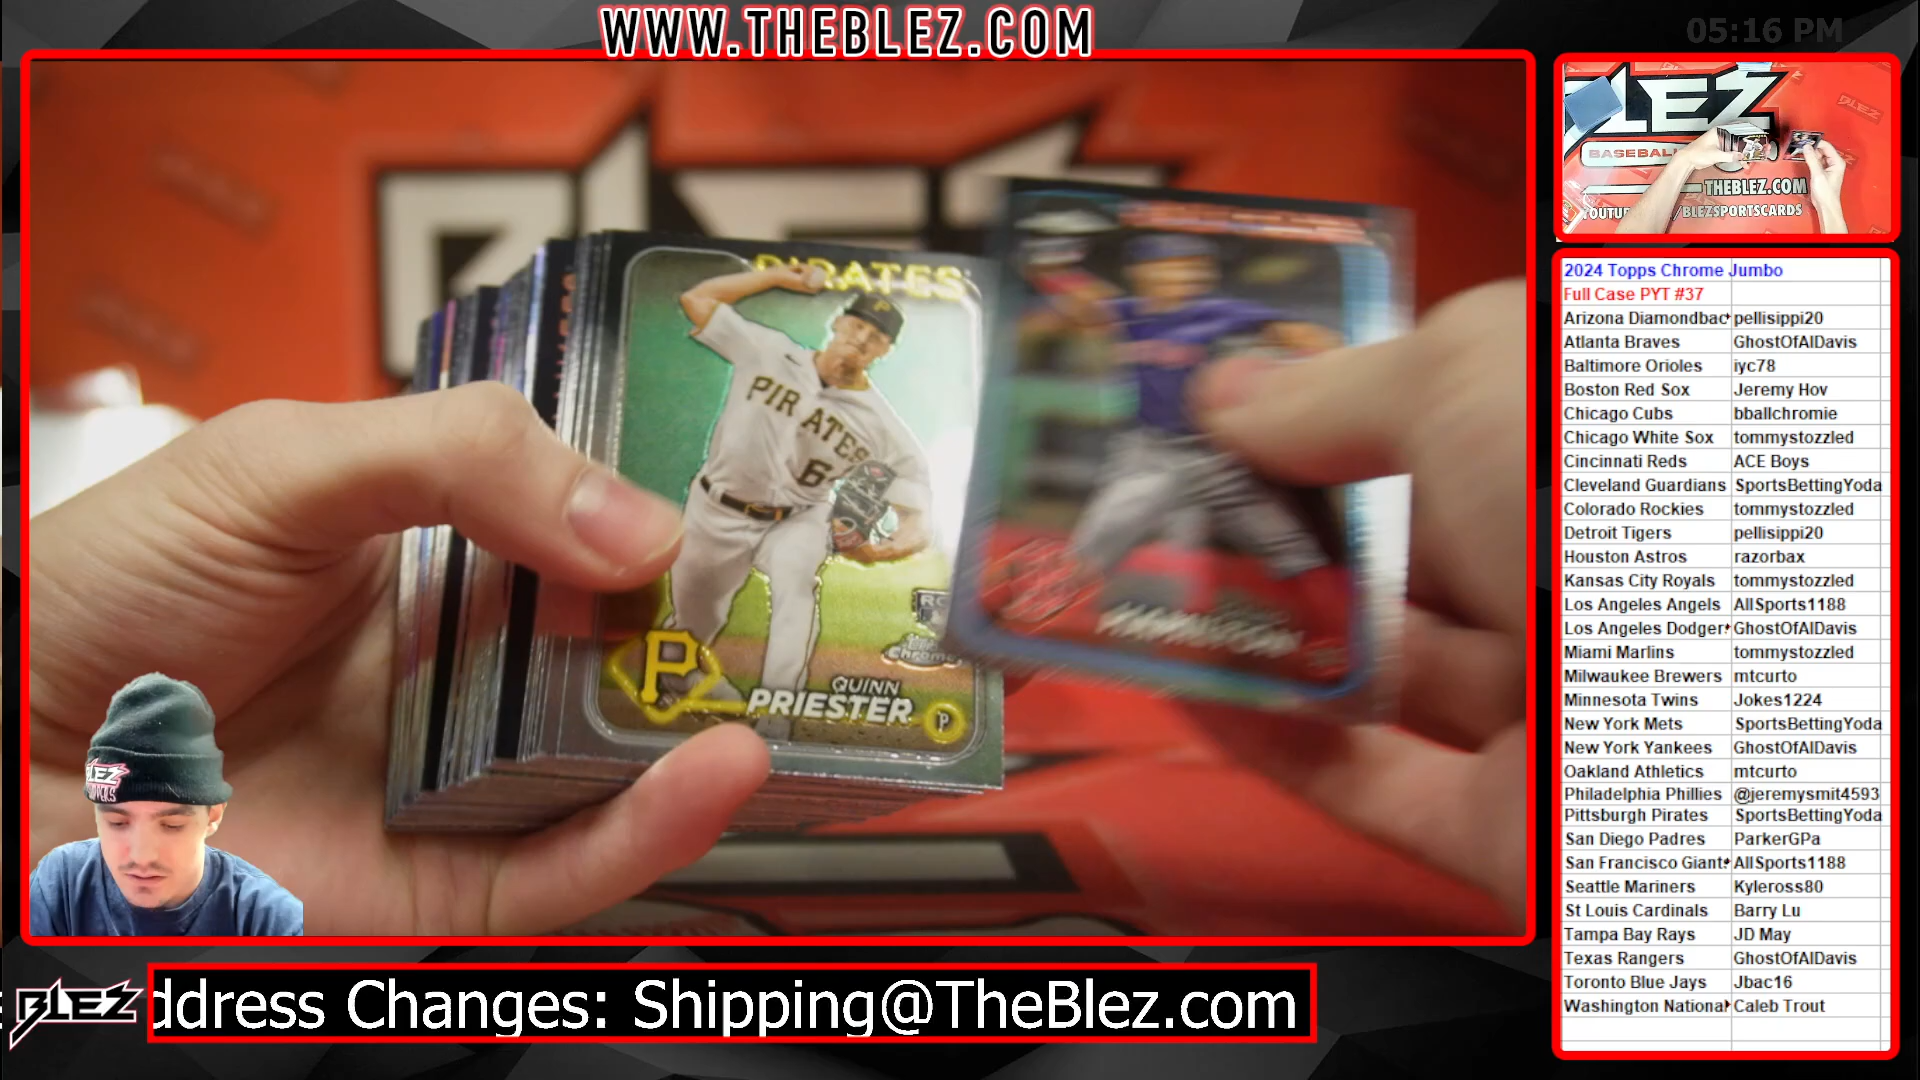 WWW.THEBLEZ.COM
05:16 PM
PIRATES
PIRATES
P
RC
Chrome
P
QUINN
PRIESTER
P
BLEZ
BLEZ
ddress Changes: Shipping@TheBlez.com
LEZ
BASEBALL
THEBLEZ.COM
/BLEZSPORTSCARDS
BLEZ
2024 Topps Chrome Jumbo
Full Case PYT #37
Arizona Diamondbac pellisippi20
Atlanta Braves GhostOfAlDavis
Baltimore Orioles iyc78
Boston Red Sox Jeremy Hov
Chicago Cubs bballchromie
Chicago White Sox tommystozzled
Cincinnati Reds ACE Boys
Cleveland Guardians SportsBettingYoda
Colorado Rockies tommystozzled
Detroit Tigers pellisippi20
Houston Astros razorbax
Kansas City Royals tommystozzled
Los Angeles Angels AllSports1188
Los Angeles Dodger GhostOfAlDavis
Miami Marlins tommystozzled
Milwaukee Brewers mtcurto
Minnesota Twins Jokes1224
New York Mets SportsBettingYoda
New York Yankees GhostOfAlDavis
Oakland Athletics mtcurto
Philadelphia Phillies @jeremysmit4593
Pittsburgh Pirates SportsBettingYoda
San Diego Padres ParkerGPa
San Francisco Giant AllSports1188
Seattle Mariners Kyleross80
St Louis Cardinals Barry Lu
Tampa Bay Rays JD May
Texas Rangers GhostOfAlDavis
Toronto Blue Jays Jbac16
Washington Nationa Caleb Trout